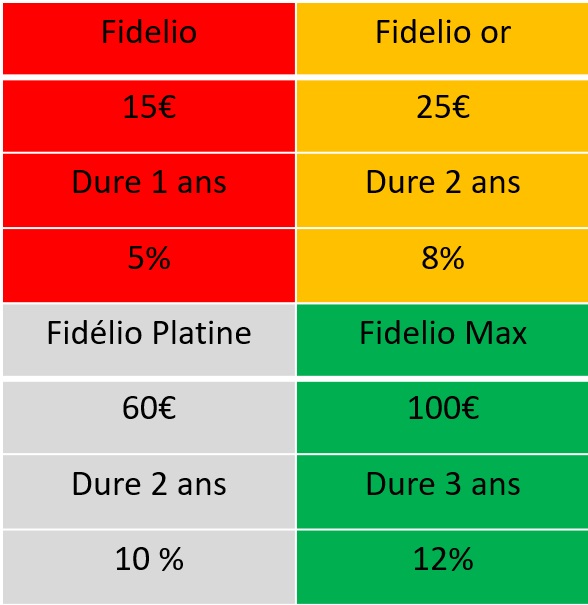 Fidelio
Fidelio or
15€
25€
Dure 1 ans
Dure 2 ans
5%
8%
Fidélio Platine
Fidelio Max
60€
100€
Dure 2 ans
Dure 3 ans
10 %
12%